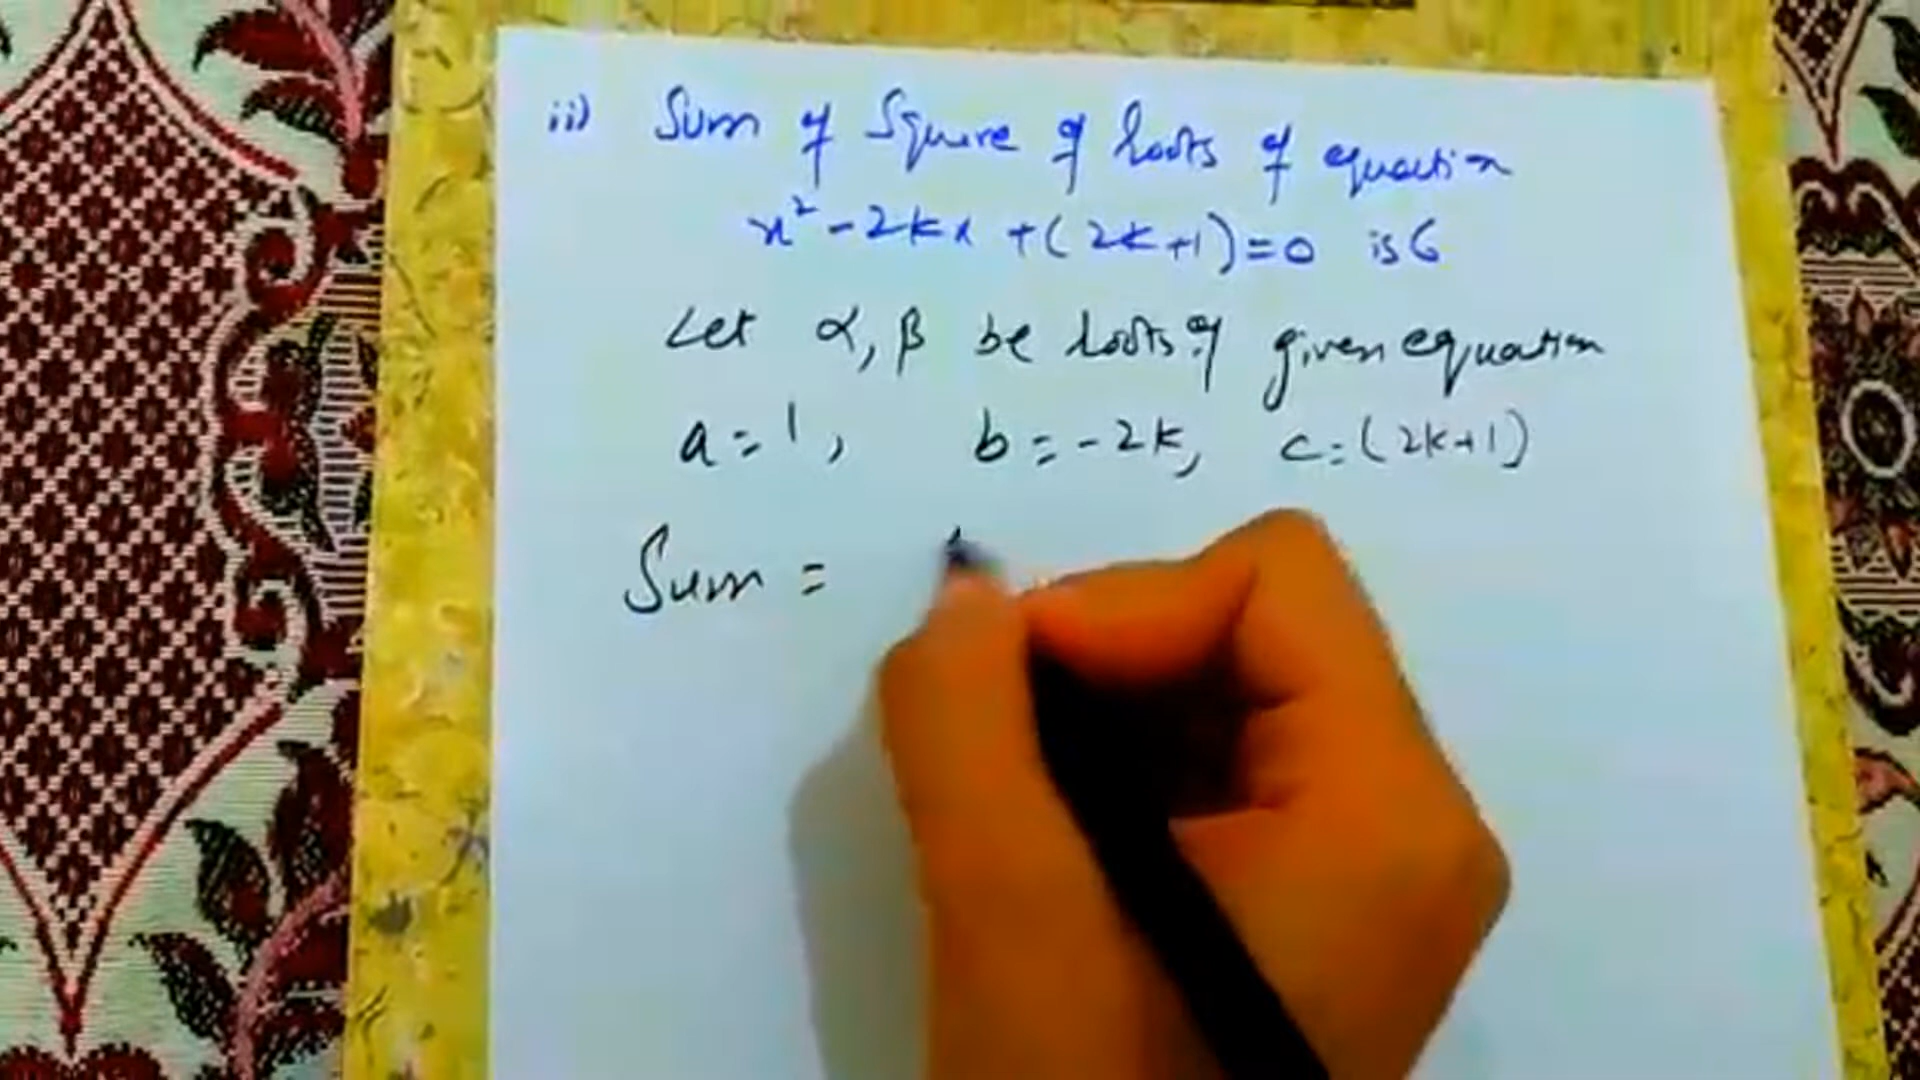 ii) Sum of Square of roots of equation
x² - 2kx + (2k+1) = 0 is 6
Let α, β be roots of given equation
a = 1, b = -2k, c = (2k+1)
Sum =